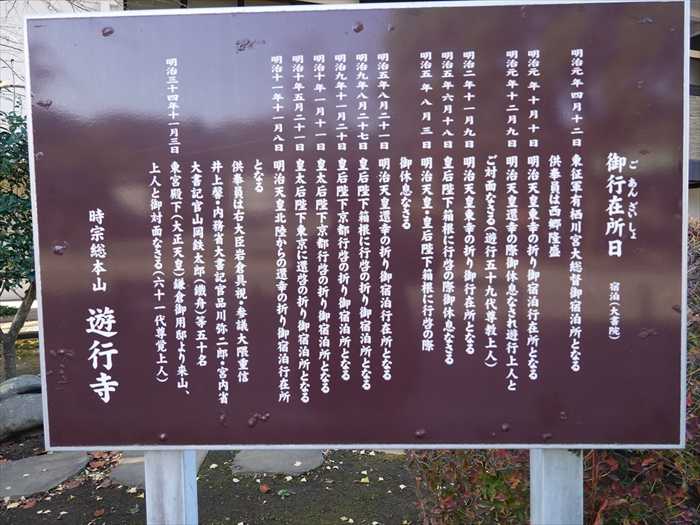 ごあんざいしょ
御行在所日 宿泊(大書院)
明治元年四月十二日 東征軍有栖川宮大総督御宿泊所となる
供奉員は西郷隆盛
明治元年十月十日 明治天皇東幸の折り御宿泊行在所となる
明治元年十二月九日 明治天皇還幸の際御休息なされ遊行上人と
ご対面なさる(遊行五十九代尊教上人)
明治二年十一月九日 皇后陛下東幸の折り御行在所となる
明治五年六月十八日 皇后陛下箱根に行啓の際御休息なさる
明治五年八月三日 明治天皇・皇后陛下箱根に行啓の際
御休息なさる
明治五年八月二十一日 明治天皇還幸の折り御宿泊行在所となる
明治九年八月二十七日 皇后陛下箱根に行啓の折り御宿泊所となる
明治九年十一月二十日 皇后陛下京都行啓の折り御宿泊所となる
明治十年一月十一日 皇太后陛下京都行啓の折り御宿泊所となる
明治十年五月二十一日 皇太后陛下東京に還啓の折り御宿泊所となる
明治十一年十一月八日 明治天皇北陸からの還幸の折り御宿泊行在所
となる
供奉員は右大臣岩倉具視・参議大隈重信
井上馨・内務省大書記官品川弥二郎・宮内省
大書記官山岡鉄太郎(鐵舟)等五十名
明治三十四年十一月三日 東宮殿下(大正天皇)鎌倉御用邸より来山、
上人と御対面なさる(六十一代尊覚上人)
時宗総本山 遊行寺